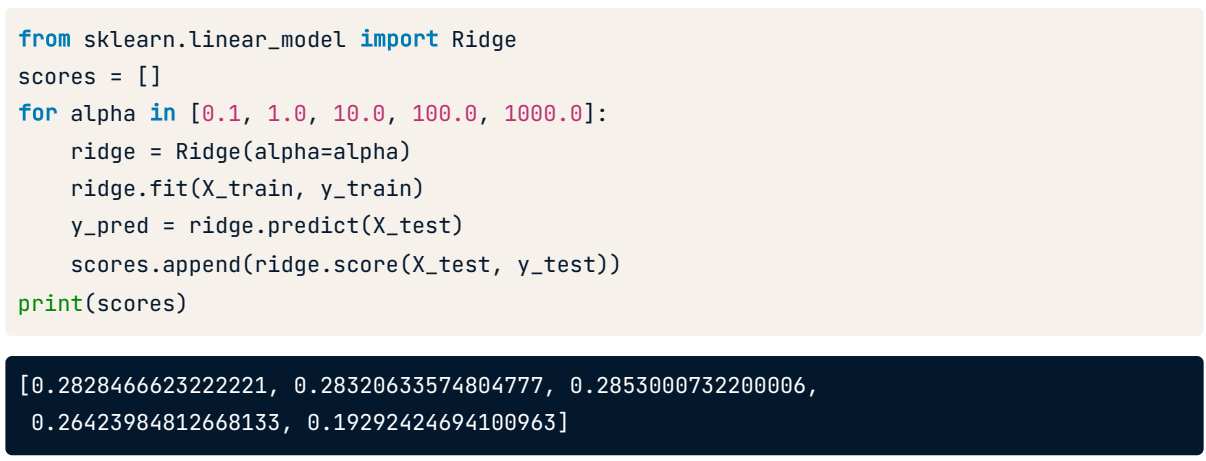 from sklearn.linear_model import Ridge
scores = []
for alpha in [0.1, 1.0, 10.0, 100.0, 1000.0]:
    ridge = Ridge(alpha=alpha)
    ridge.fit(X_train, y_train)
    y_pred = ridge.predict(X_test)
    scores.append(ridge.score(X_test, y_test))
print(scores)
[0.2828466623222221, 0.28320633574804777, 0.2853000732200006,
 0.26423984812668133, 0.19292424694100963]